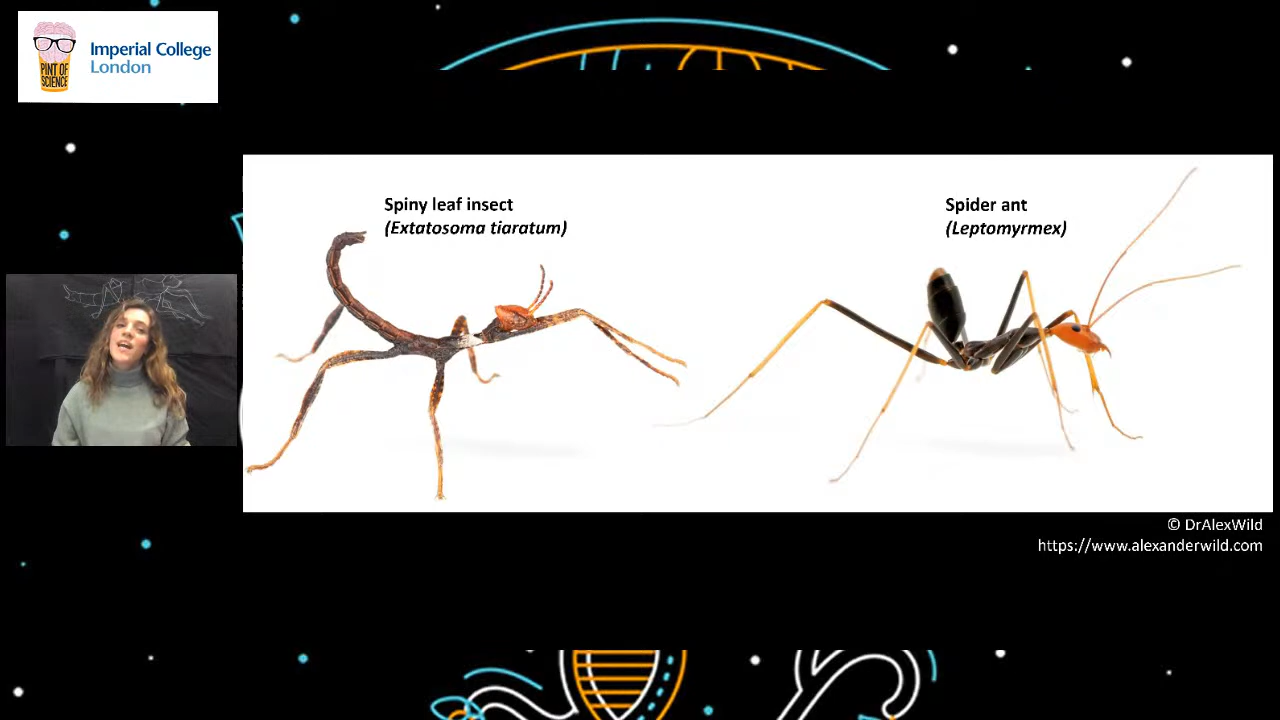 PINT OF
SCIENCE
Imperial College
London
Spiny leaf insect
(Extatosoma tiaratum)
Spider ant
(Leptomyrmex)
© DrAlexWild
https://www.alexanderwild.com